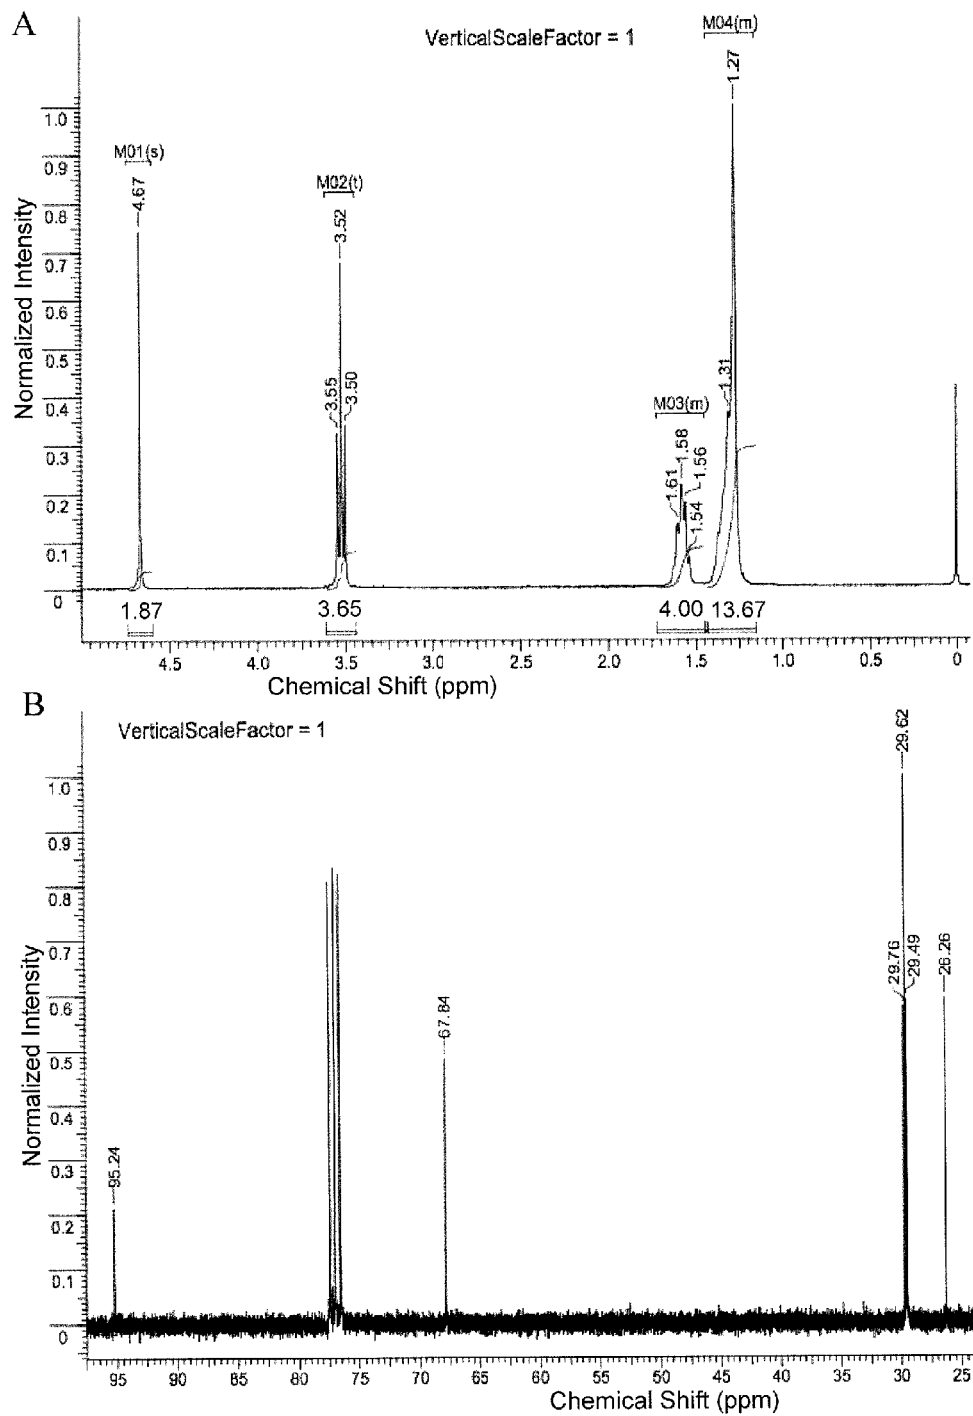 A
VerticalScaleFactor = 1
M04(m)
1.27
M01(s)
4.67
M02(t)
3.52
3.55
3.50
1.31
M03(m)
1.61
1.58
1.56
1.54
Normalized Intensity
1.0
0.9
0.8
0.7
0.6
0.5
0.4
0.3
0.2
0.1
0
1.87 3.65 4.00 13.67
4.5 4.0 3.5 3.0 2.5 2.0 1.5 1.0 0.5 0
Chemical Shift (ppm)
B
VerticalScaleFactor = 1
29.62
29.76
29.49
26.26
67.84
95.24
Normalized Intensity
1.0
0.9
0.8
0.7
0.6
0.5
0.4
0.3
0.2
0.1
0
95 90 85 80 75 70 65 60 55 50 45 40 35 30 25
Chemical Shift (ppm)